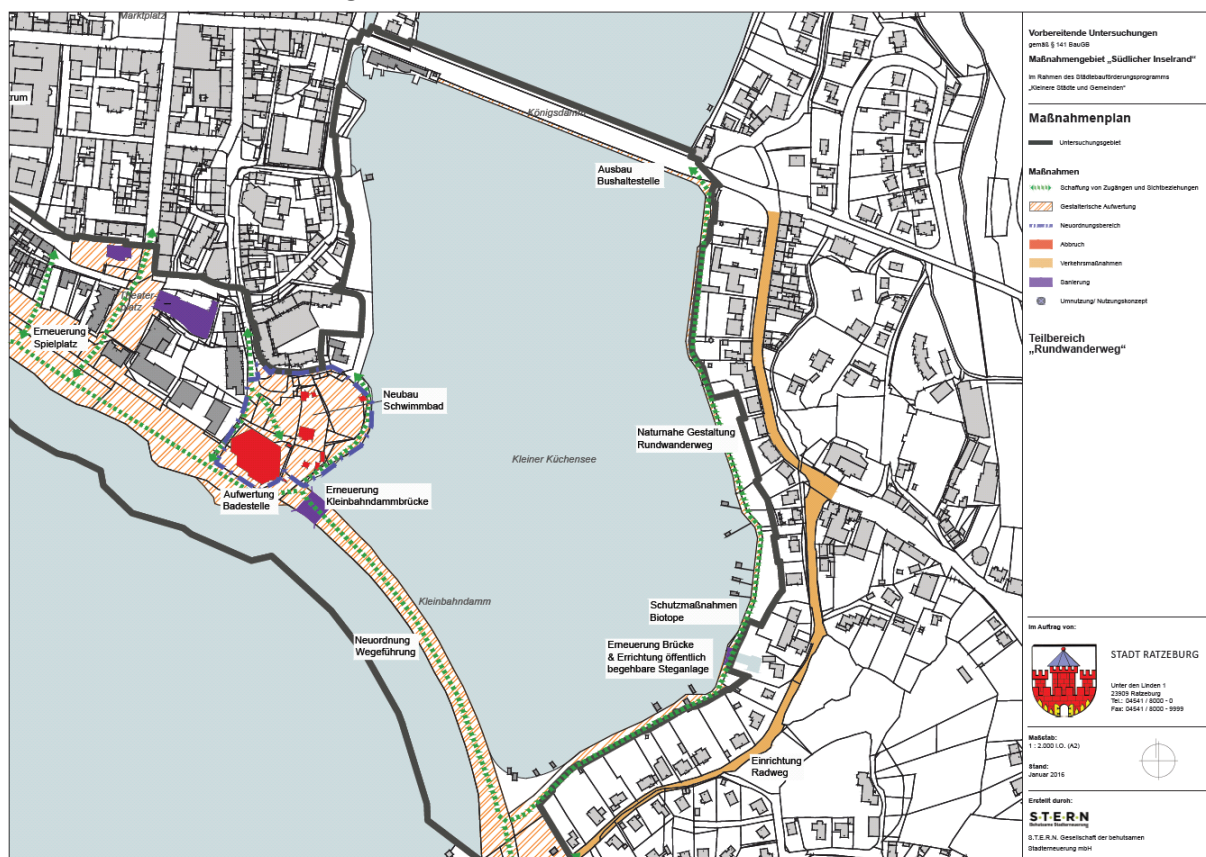 Marktplatz
trum
Königsdamm
Ausbau
Bushaltestelle
Theater-
platz
Erneuerung
Spielplatz
Neubau
Schwimmbad
Naturnahe Gestaltung
Rundwanderweg
Kleiner Küchensee
Aufwertung
Badestelle
Erneuerung
Kleinbahndammbrücke
Kleinbahndamm
Neuordnung
Wegeführung
Schutzmaßnahmen
Biotope
Erneuerung Brücke
& Errichtung öffentlich
begehbare Steganlage
Einrichtung
Radweg
Vorbereitende Untersuchungen
gemäß § 141 BauGB
Maßnahmengebiet „Südlicher Inselrand“
im Rahmen des Städtebauförderungsprogramms
„Kleinere Städte und Gemeinden“
Maßnahmenplan
Untersuchungsgebiet
Maßnahmen
Schaffung von Zugängen und Sichtbeziehungen
Gestalterische Aufwertung
Neuordnungsbereich
Abbruch
Verkehrsmaßnahmen
Sanierung
Umnutzung/ Nutzungskonzept
Teilbereich
„Rundwanderweg“
Im Auftrag von:
STADT RATZEBURG
Unter den Linden 1
23909 Ratzeburg
Tel.: 04541 / 8000 - 0
Fax: 04541 / 8000 - 9999
Maßstab:
1 : 2.000 i.O. (A2)
Stand:
Januar 2016
Erstellt durch:
S·T·E·R·N
Behutsame Stadterneuerung
S.T.E.R.N. Gesellschaft der behutsamen
Stadterneuerung mbH